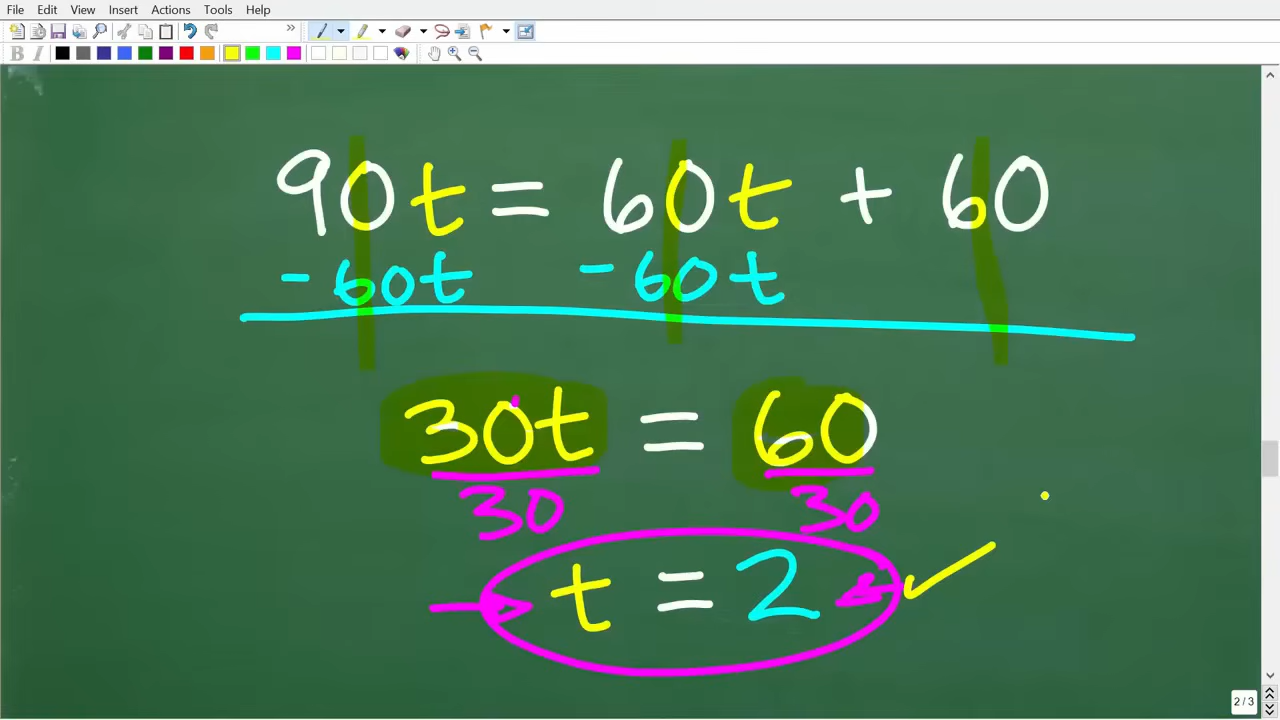 File Edit View Insert Actions Tools Help
90t = 60t + 60
-60t -60t
30t = 60
30 30
t = 2
2 / 3